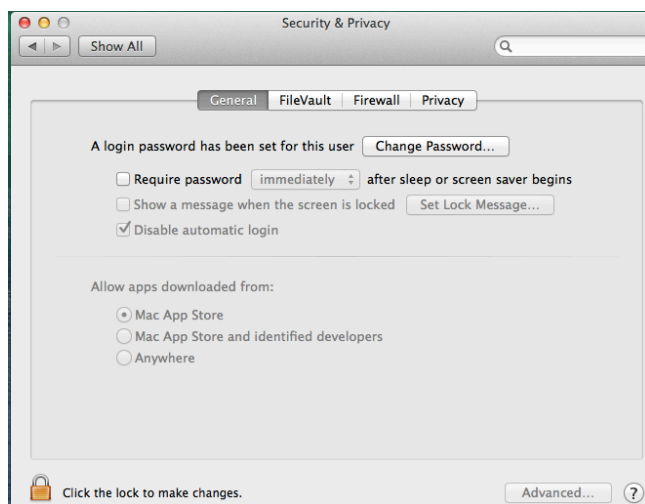 Security & Privacy
Show All
General FileVault Firewall Privacy
A login password has been set for this user Change Password...
Require password immediately after sleep or screen saver begins
Show a message when the screen is locked Set Lock Message...
Disable automatic login
Allow apps downloaded from:
Mac App Store
Mac App Store and identified developers
Anywhere
Click the lock to make changes. Advanced... ?